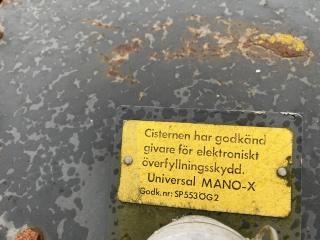 Cisternen har godkänd
givare för elektroniskt
överfyllningsskydd.
Universal MANO-X
Godk.nr: SP553OG2